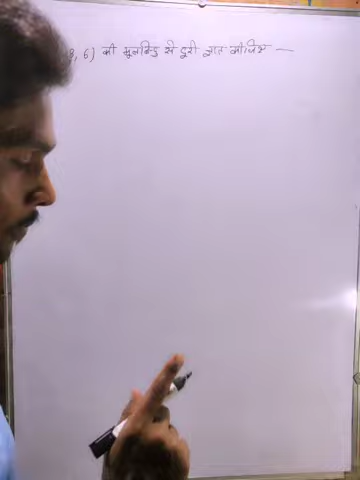 8, 6) की मूलबिन्दु से दूरी ज्ञात कीजिए —